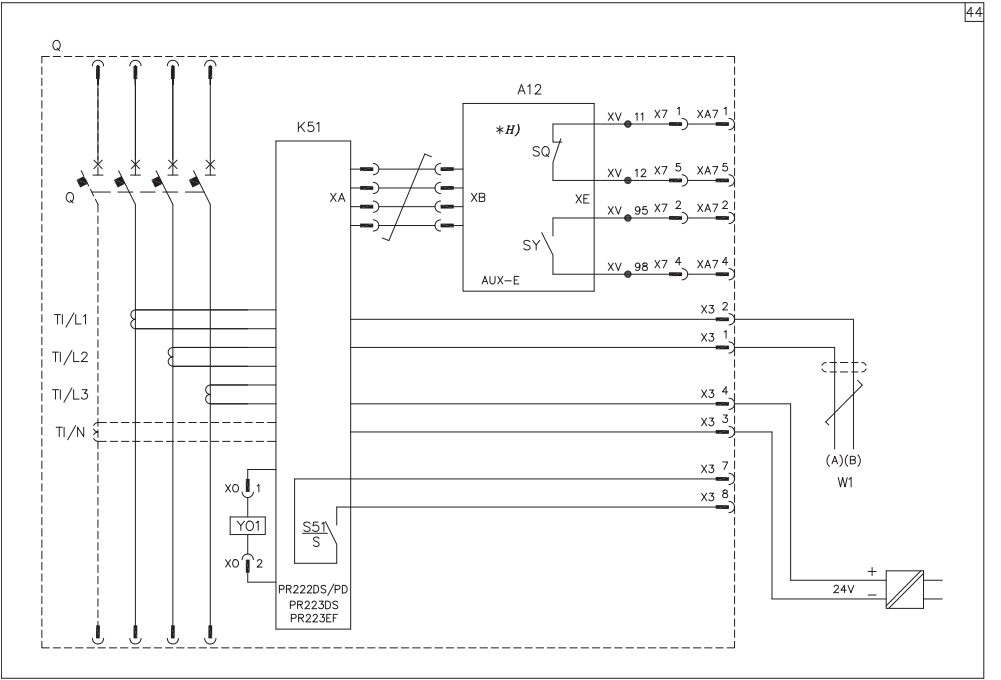 44
Q
A12
K51
*H)
XV 11 X7 1 XA7 1
SQ
XV 12 X7 5 XA7 5
Q
XA
XB
XE
XV 95 X7 2 XA7 2
SY
XV 98 X7 4 XA7 4
AUX-E
X3 2
TI/L1
X3 1
TI/L2
TI/L3
X3 4
TI/N
X3 3
(A)(B)
X3 7
W1
XO 1
X3 8
YO1
S51
S
XO 2
+
24V
−
PR222DS/PD
PR223DS
PR223EF